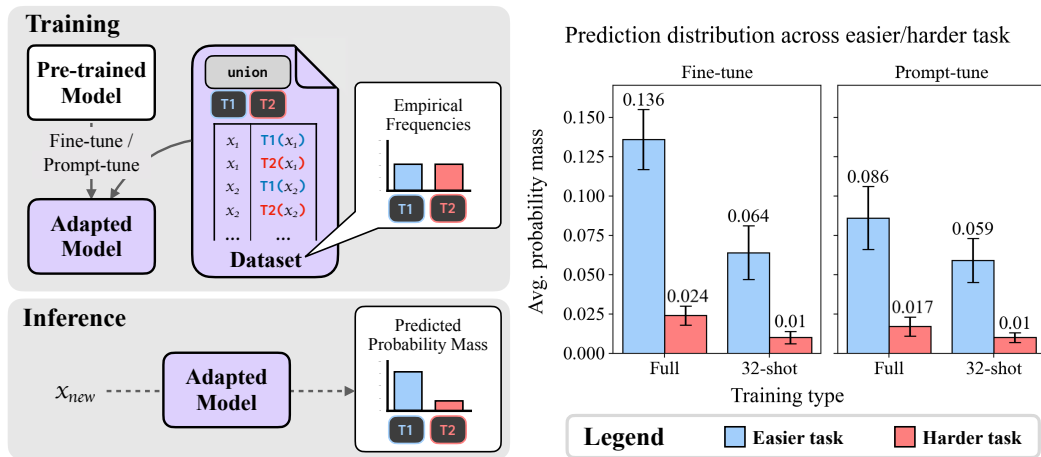 Training
Pre-trained
Model
Fine-tune /
Prompt-tune
Adapted
Model
union
T1 T2
x₁ T1(x₁)
x₁ T2(x₁)
x₂ T1(x₂)
x₂ T2(x₂)
... ...
Dataset
Empirical
Frequencies
T1 T2
Inference
xnew
Adapted
Model
Predicted
Probability Mass
T1 T2
Prediction distribution across easier/harder task
Fine-tune Prompt-tune
Avg. probability mass
0.150
0.125
0.100
0.075
0.050
0.025
0.000
0.136
0.024
0.064
0.01
0.086
0.017
0.059
0.01
Full 32-shot Full 32-shot
Training type
Legend Easier task Harder task